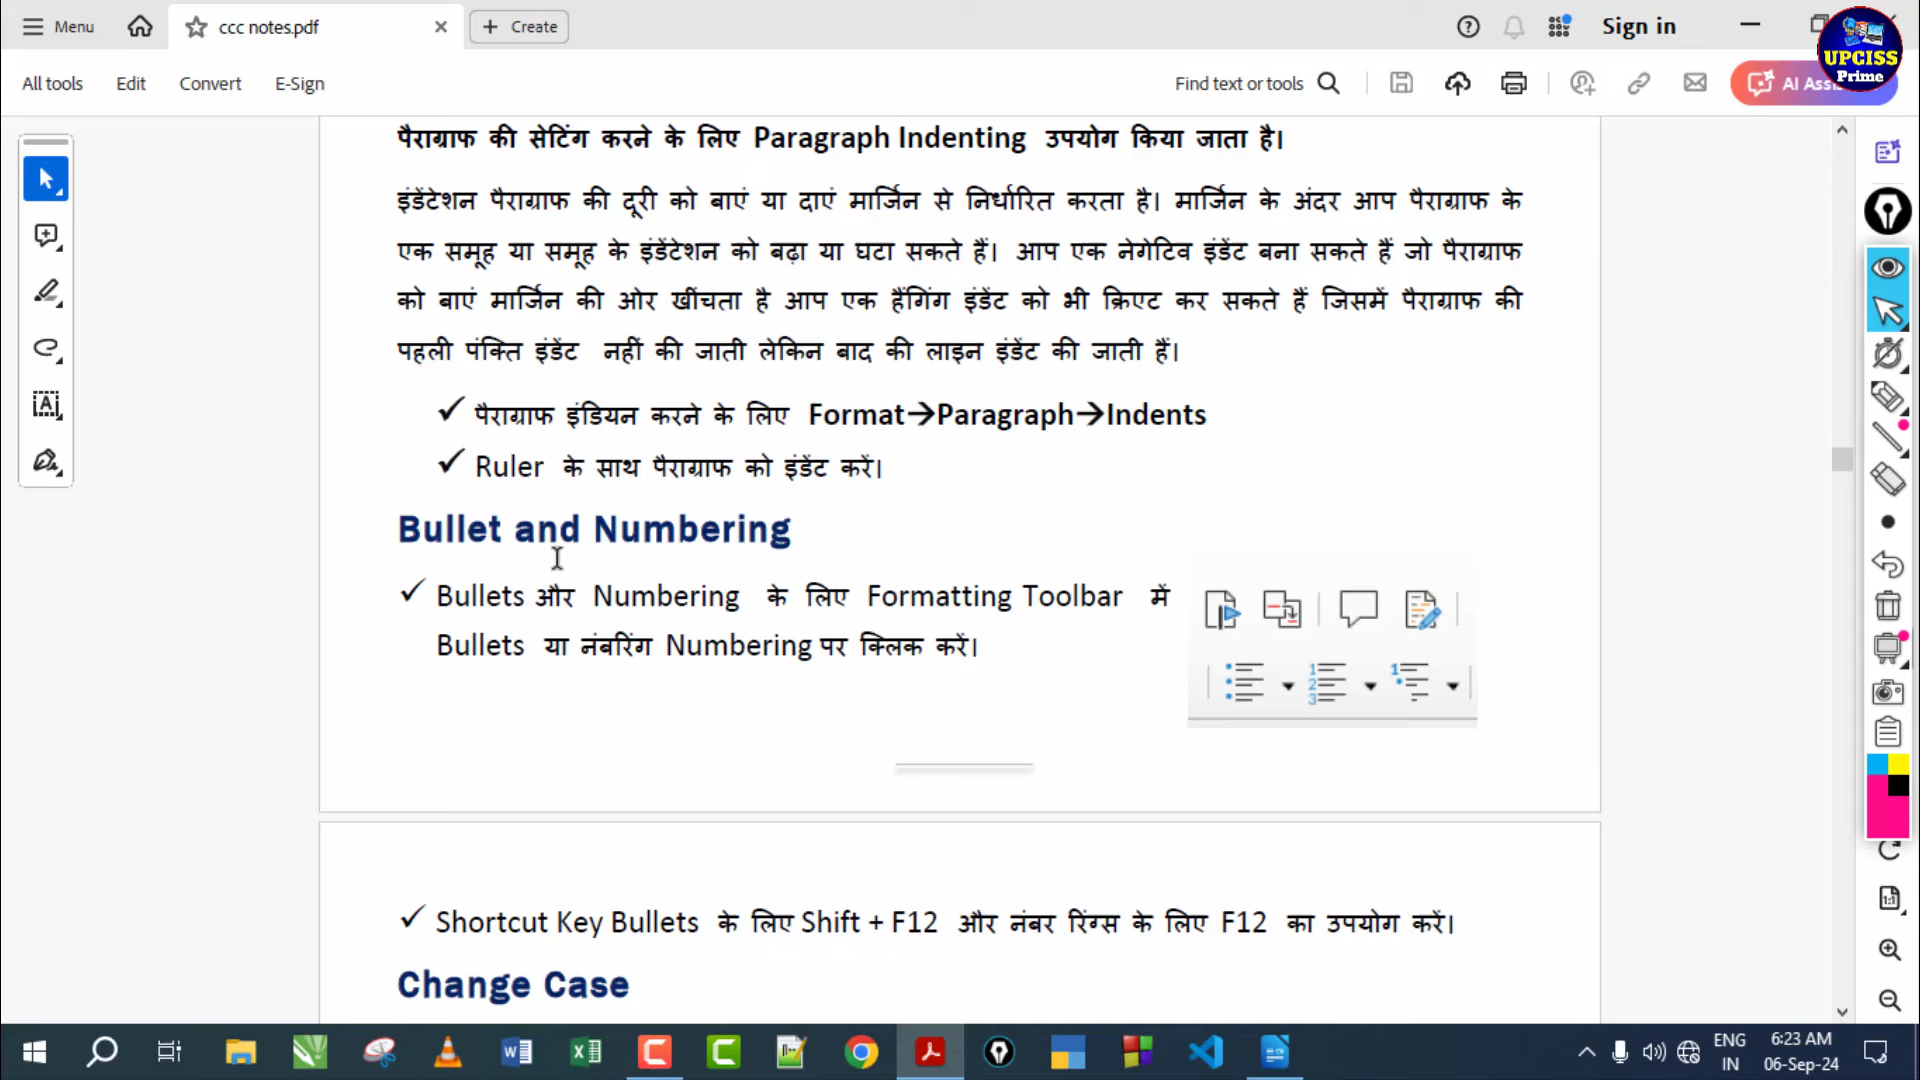 Menu
ccc notes.pdf
Create
Sign in
UPCISS
Prime
All tools
Edit
Convert
E-Sign
Find text or tools
AI Ass
पैराग्राफ की सेटिंग करने के लिए Paragraph Indenting उपयोग किया जाता है।
इंडेंटेशन पैराग्राफ की दूरी को बाएं या दाएं मार्जिन से निर्धारित करता है। मार्जिन के अंदर आप पैराग्राफ के
एक समूह या समूह के इंडेंटेशन को बढ़ा या घटा सकते हैं। आप एक नेगेटिव इंडेंट बना सकते हैं जो पैराग्राफ
को बाएं मार्जिन की ओर खींचता है आप एक हैंगिंग इंडेंट को भी क्रिएट कर सकते हैं जिसमें पैराग्राफ की
पहली पंक्ति इंडेंट नहीं की जाती लेकिन बाद की लाइन इंडेंट की जाती हैं।
✓ पैराग्राफ इंडियन करने के लिए Format→Paragraph→Indents
✓ Ruler के साथ पैराग्राफ को इंडेंट करें।
Bullet and Numbering
✓ Bullets और Numbering के लिए Formatting Toolbar में
Bullets या नंबरिंग Numbering पर क्लिक करें।
✓ Shortcut Key Bullets के लिए Shift + F12 और नंबर रिंग्स के लिए F12 का उपयोग करें।
Change Case
ENG
IN
6:23 AM
06-Sep-24